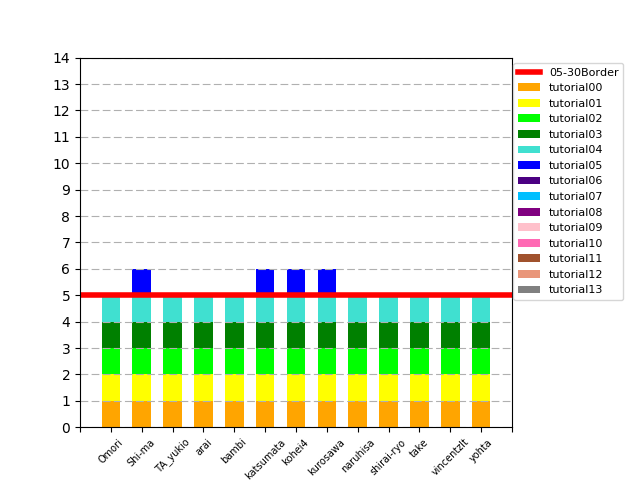 14
13
12
11
10
9
8
7
6
5
4
3
2
1
0
Omori
Shi-ma
TA_yukio
arai
bambi
katsumata
kohei4
kurosawa
naruhisa
shirai-ryo
take
vincentzlt
yohta
05-30Border
tutorial00
tutorial01
tutorial02
tutorial03
tutorial04
tutorial05
tutorial06
tutorial07
tutorial08
tutorial09
tutorial10
tutorial11
tutorial12
tutorial13